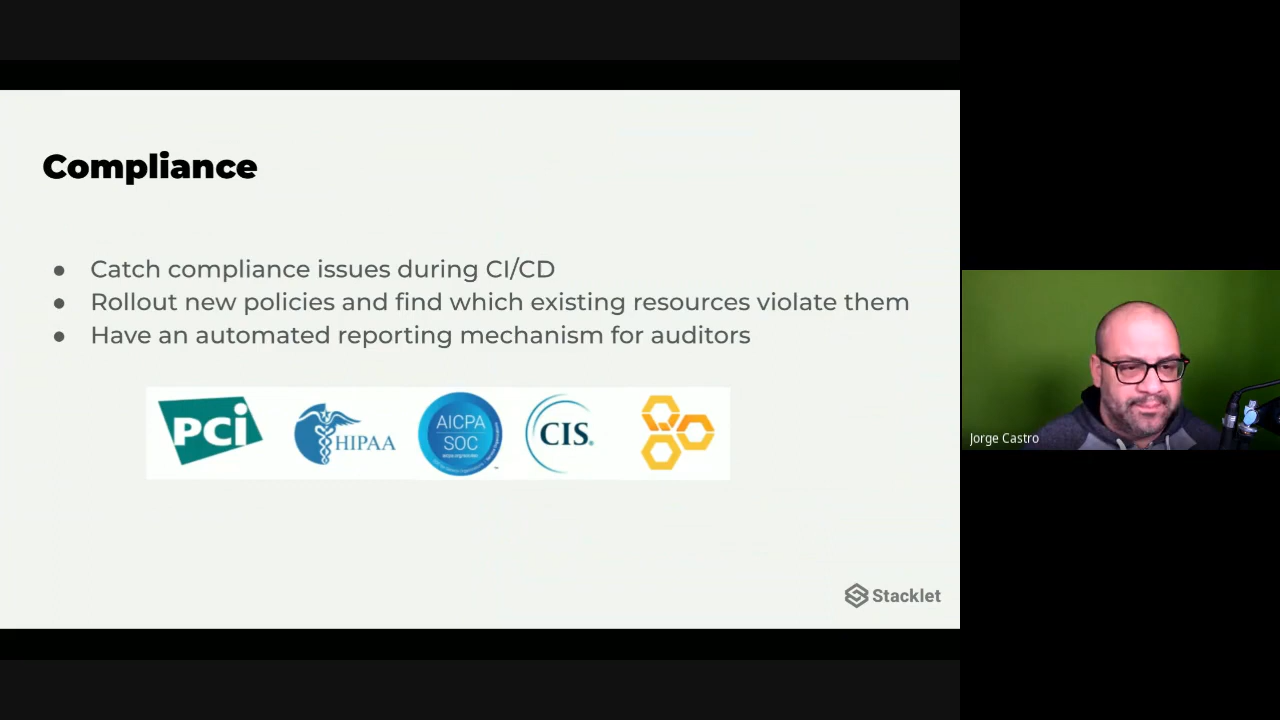 Compliance
● Catch compliance issues during CI/CD
● Rollout new policies and find which existing resources violate them
● Have an automated reporting mechanism for auditors
PCi
HIPAA
AICPA
SOC
CIS.
Stacklet
Jorge Castro